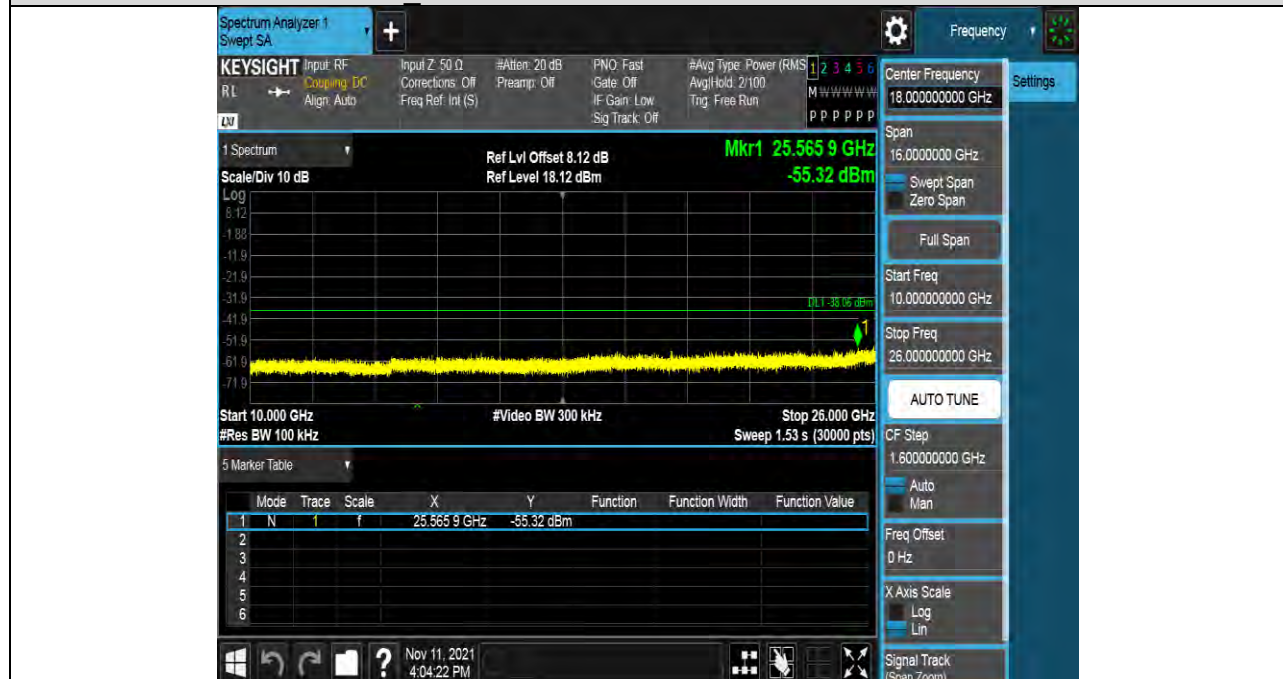 Spectrum Analyzer 1
Swept SA
+
Frequency
KEYSIGHT
RL
LXI
Input: RF
Coupling: DC
Align: Auto
Input Z: 50 Ω
Corrections: Off
Freq Ref: Int (S)
#Atten: 20 dB
Preamp: Off
PNO: Fast
Gate: Off
IF Gain: Low
Sig Track: Off
#Avg Type: Power (RMS
Avg|Hold: 2/100
Trig: Free Run
1 2 3 4 5 6
M W W W W W
P P P P P P
1 Spectrum
Scale/Div 10 dB
Ref Lvl Offset 8.12 dB
Ref Level 18.12 dBm
Mkr1 25.565 9 GHz
-55.32 dBm
Log
8.12
-1.88
-11.9
-21.9
-31.9
-41.9
-51.9
-61.9
-71.9
DL1 -38.06 dBm
1
Start 10.000 GHz
#Res BW 100 kHz
#Video BW 300 kHz
Stop 26.000 GHz
Sweep 1.53 s (30000 pts)
5 Marker Table
Mode Trace Scale X Y Function Function Width Function Value
1 N 1 f 25.565 9 GHz -55.32 dBm
2
3
4
5
6
?
Nov 11, 2021
4:04:22 PM
Center Frequency
18.000000000 GHz
Settings
Span
16.0000000 GHz
Swept Span
Zero Span
Full Span
Start Freq
10.000000000 GHz
Stop Freq
26.000000000 GHz
AUTO TUNE
CF Step
1.600000000 GHz
Auto
Man
Freq Offset
0 Hz
X Axis Scale
Log
Lin
Signal Track
(Span Zoom)